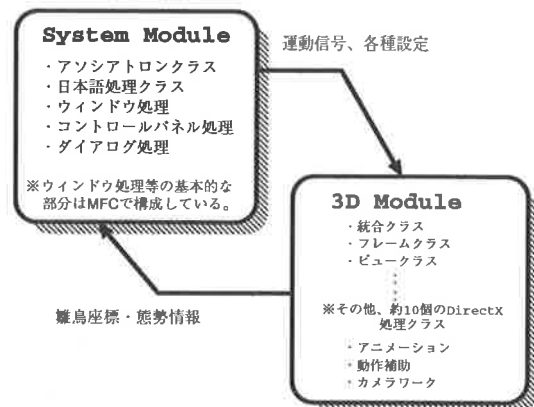 System Module
・アソシアトロンクラス
・日本語処理クラス
・ウィンドウ処理
・コントロールパネル処理
・ダイアログ処理
※ウィンドウ処理等の基本的な
部分はMFCで構成している。
運動信号、各種設定
3D Module
・統合クラス
・フレームクラス
・ビュークラス
・
・
・
・
※その他、約10個のDirectX
処理クラス
・アニメーション
・動作補助
・カメラワーク
雛鳥座標・態勢情報